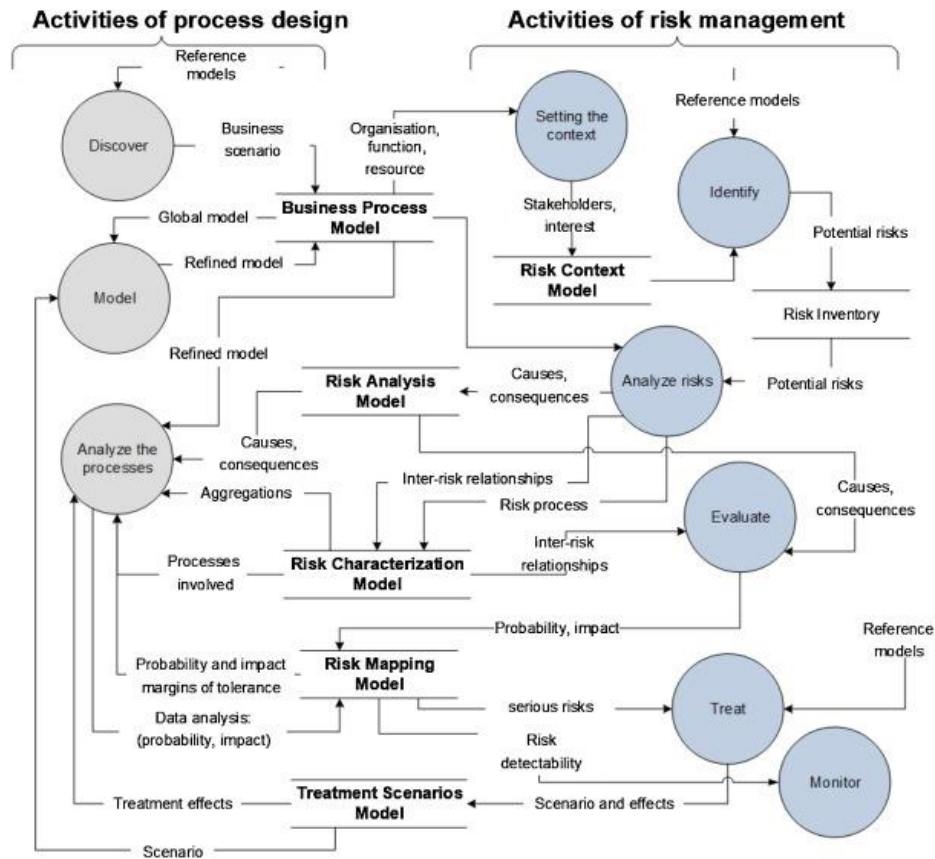 Activities of process design
Activities of risk management
Reference
models
Discover
Business
scenario
Organisation,
function,
resource
Setting the
context
Reference models
Identify
Stakeholders,
interest
Potential risks
Global model
Business Process
Model
Refined model
Model
Risk Context
Model
Risk Inventory
Refined model
Risk Analysis
Model
Causes,
consequences
Analyze risks
Potential risks
Analyze the
processes
Causes,
consequences
Aggregations
Inter-risk relationships
Risk process
Evaluate
Causes,
consequences
Processes
involved
Risk Characterization
Model
Inter-risk
relationships
Probability, impact
Reference
models
Probability and impact
margins of tolerance
Risk Mapping
Model
serious risks
Treat
Data analysis:
(probability, impact)
Risk
detectability
Monitor
Treatment effects
Treatment Scenarios
Model
Scenario and effects
Scenario